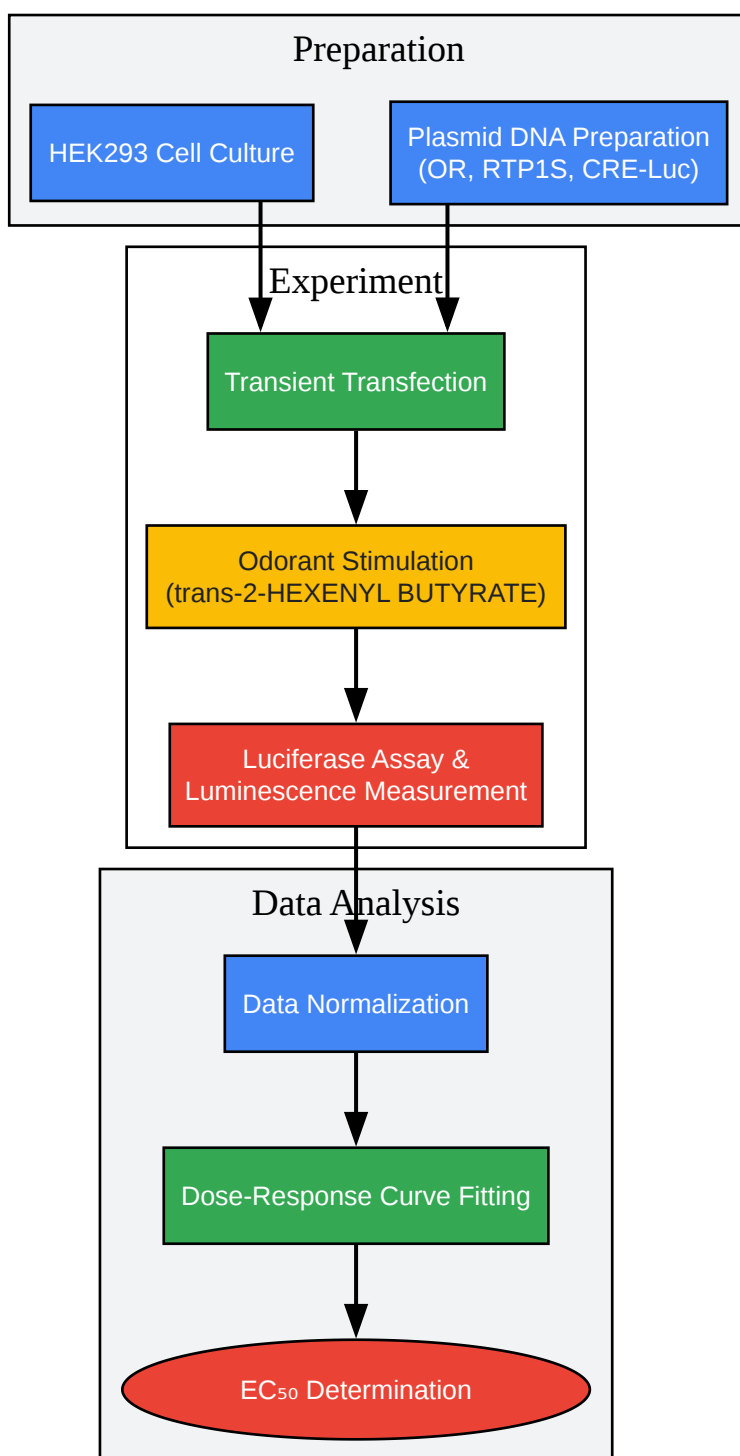 Preparation
HEK293 Cell Culture
Plasmid DNA Preparation
(OR, RTP1S, CRE-Luc)
Experiment
Transient Transfection
Odorant Stimulation
(trans-2-HEXENYL BUTYRATE)
Luciferase Assay &
Luminescence Measurement
Data Analysis
Data Normalization
Dose-Response Curve Fitting
EC₅₀ Determination